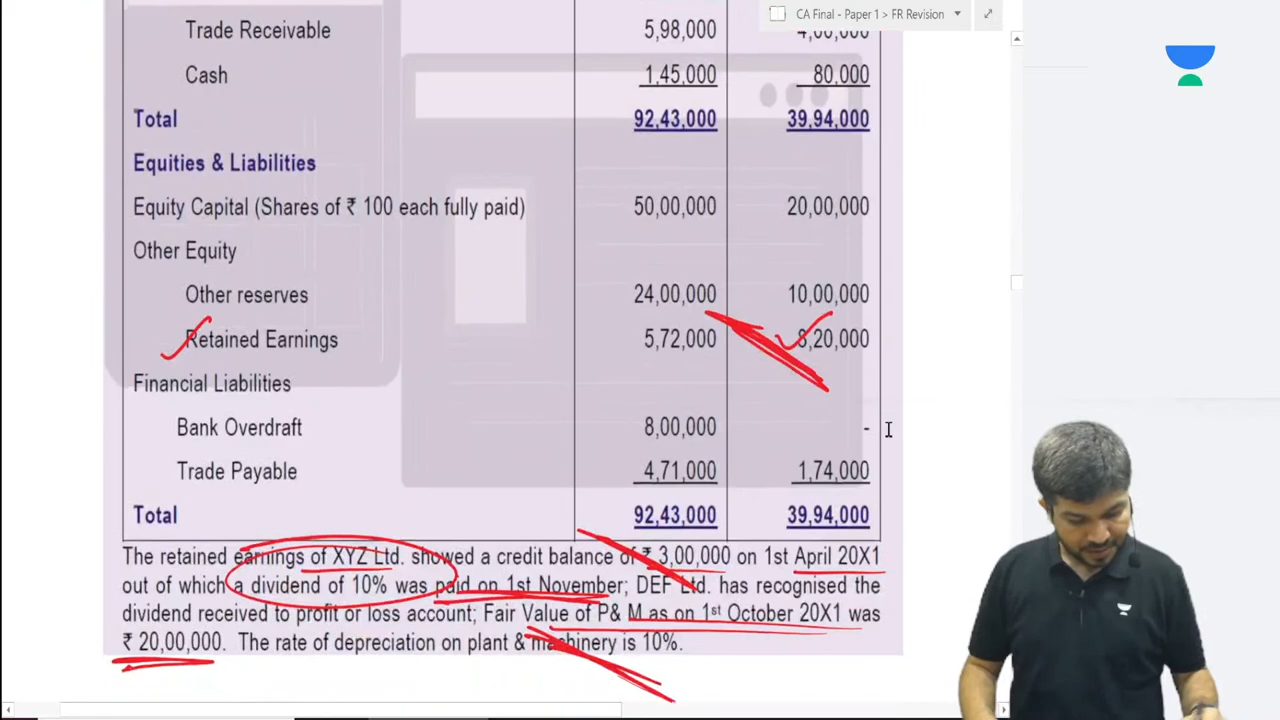 CA Final - Paper 1 > FR Revision
Trade Receivable 5,98,000 4,00,000
Cash 1,45,000 80,000
Total 92,43,000 39,94,000
Equities & Liabilities
Equity Capital (Shares of ₹ 100 each fully paid) 50,00,000 20,00,000
Other Equity
Other reserves 24,00,000 10,00,000
Retained Earnings 5,72,000 8,20,000
Financial Liabilities
Bank Overdraft 8,00,000 -
Trade Payable 4,71,000 1,74,000
Total 92,43,000 39,94,000
The retained earnings of XYZ Ltd. showed a credit balance of ₹ 3,00,000 on 1st April 20X1
out of which a dividend of 10% was paid on 1st November; DEF Ltd. has recognised the
dividend received to profit or loss account; Fair Value of P& M as on 1st October 20X1 was
₹ 20,00,000. The rate of depreciation on plant & machinery is 10%.